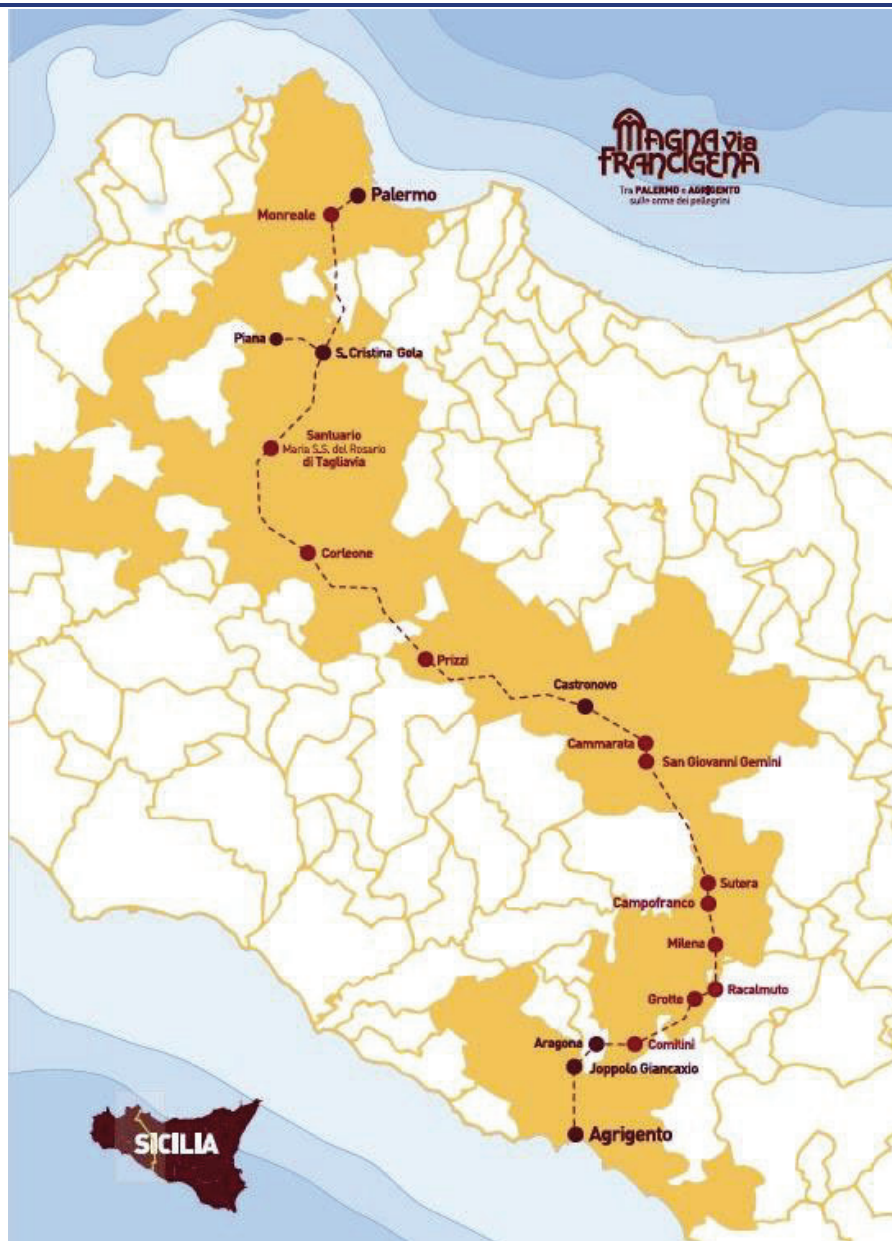 MAGNA VIA
FRANCIGENA
Tra PALERMO e AGRIGENTO
sulle orme dei pellegrini
Palermo
Monreale
Piana
S. Cristina Gela
Santuario
Maria S.S. del Rosario
di Tagliavia
Corleone
Prizzi
Castronovo
Cammarata
San Giovanni Gemini
Sutera
Campofranco
Milena
Racalmuto
Grotte
Aragona
Comitini
Joppolo Giancaxio
Agrigento
SICILIA